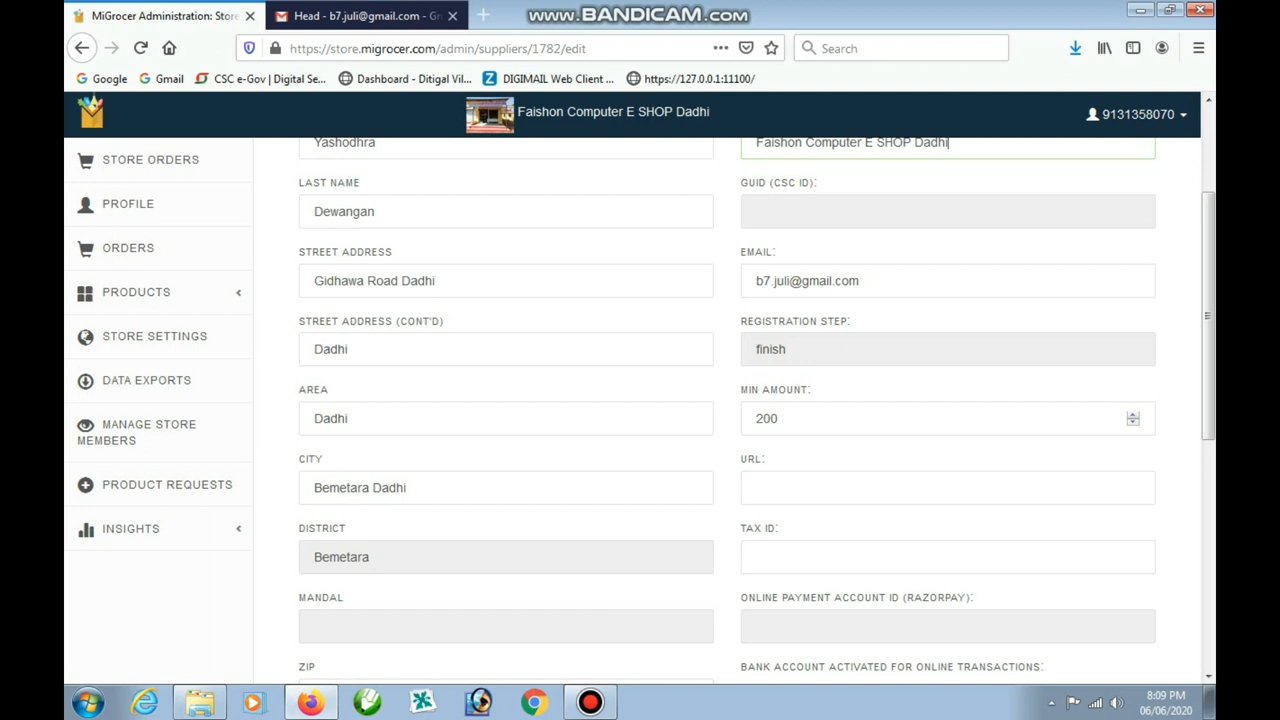 MiGrocer Administration: Store
Head - b7.juli@gmail.com - Gm
WWW.BANDICAM.COM
https://store.migrocer.com/admin/suppliers/1782/edit
Search
Google
Gmail
CSC e-Gov | Digital Se...
Dashboard - Ditigal Vil...
DIGIMAIL Web Client ...
https://127.0.0.1:11100/
Faishon Computer E SHOP Dadhi
9131358070
STORE ORDERS
PROFILE
ORDERS
PRODUCTS
STORE SETTINGS
DATA EXPORTS
MANAGE STORE
MEMBERS
PRODUCT REQUESTS
INSIGHTS
Yashodhra
LAST NAME
Dewangan
STREET ADDRESS
Gidhawa Road Dadhi
STREET ADDRESS (CONT'D)
Dadhi
AREA
Dadhi
CITY
Bemetara Dadhi
DISTRICT
Bemetara
MANDAL
ZIP
Faishon Computer E SHOP Dadhi
GUID (CSC ID):
EMAIL:
b7.juli@gmail.com
REGISTRATION STEP:
finish
MIN AMOUNT:
200
URL:
TAX ID:
ONLINE PAYMENT ACCOUNT ID (RAZORPAY):
BANK ACCOUNT ACTIVATED FOR ONLINE TRANSACTIONS:
8:09 PM
06/06/2020